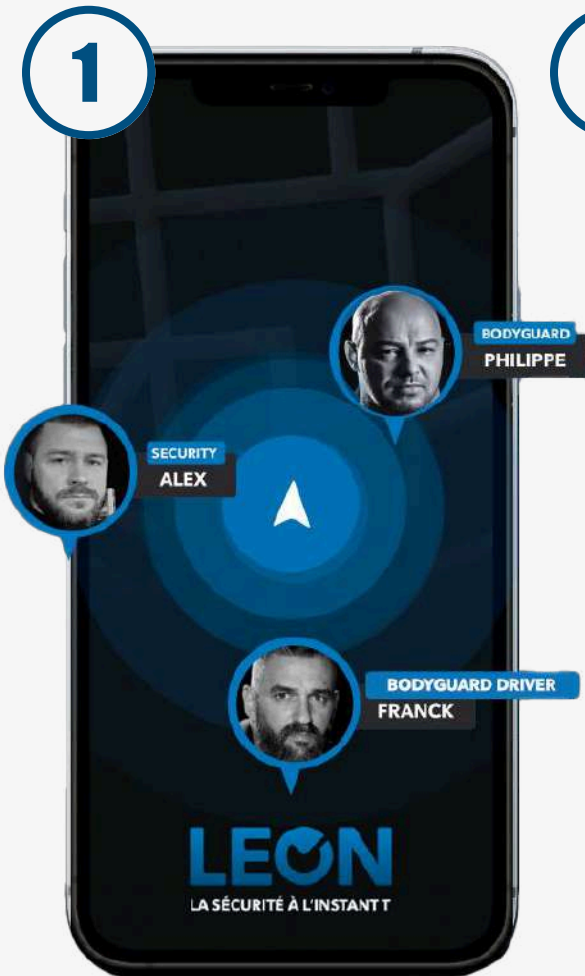 1
BODYGUARD
PHILIPPE
SECURITY
ALEX
BODYGUARD DRIVER
FRANCK
LEON
LA SÉCURITÉ À L'INSTANT T